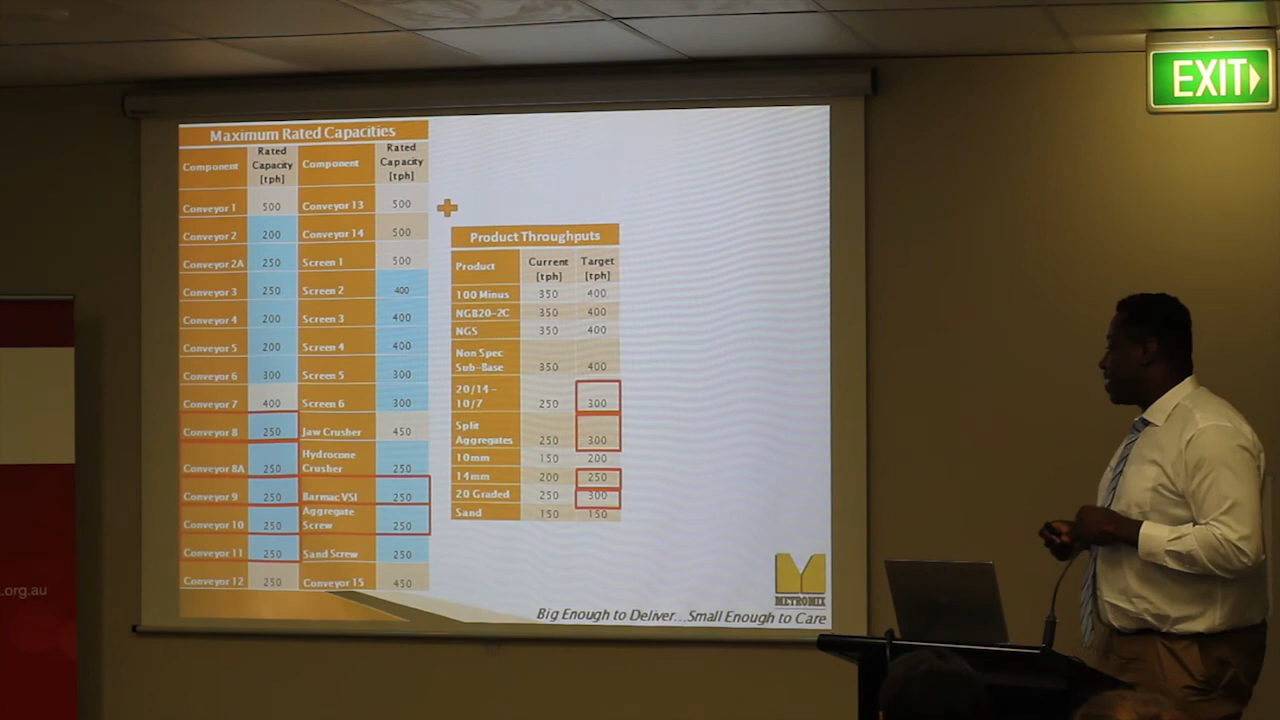 EXIT
Maximum Rated Capacities
Component Rated Capacity [tph] Component Rated Capacity [tph]
Conveyor 1 500 Conveyor 13 500
Conveyor 2 200 Conveyor 14 500
Conveyor 2A 250 Screen 1 500
Conveyor 3 250 Screen 2 400
Conveyor 4 200 Screen 3 400
Conveyor 5 200 Screen 4 400
Conveyor 6 300 Screen 5 300
Conveyor 7 400 Screen 6 300
Conveyor 8 250 Jaw Crusher 450
Conveyor 8A 250 Hydrocone Crusher 250
Conveyor 9 250 Barmac VSI 250
Conveyor 10 250 Aggregate Screw 250
Conveyor 11 250 Sand Screw 250
Conveyor 12 250 Conveyor 15 450
Product Throughputs
Product Current [tph] Target [tph]
100 Minus 350 400
NGB20-2C 350 400
NGS 350 400
Non Spec Sub-Base 350 400
20/14 - 10/7 250 300
Split Aggregates 250 300
10mm 150 200
14mm 200 250
20 Graded 250 300
Sand 150 150
METROMIX
Big Enough to Deliver...Small Enough to Care
.org.au